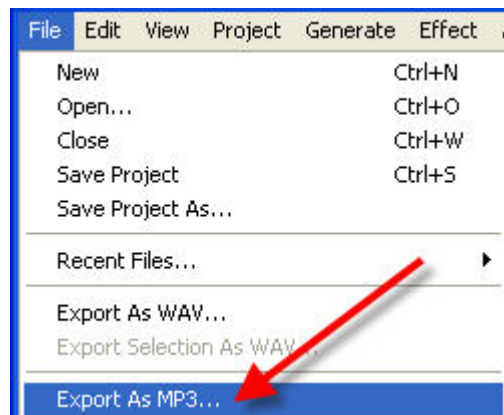 File Edit View Project Generate Effect
New Ctrl+N
Open... Ctrl+O
Close Ctrl+W
Save Project Ctrl+S
Save Project As...
Recent Files...
Export As WAV...
Export Selection As WAV...
Export As MP3...